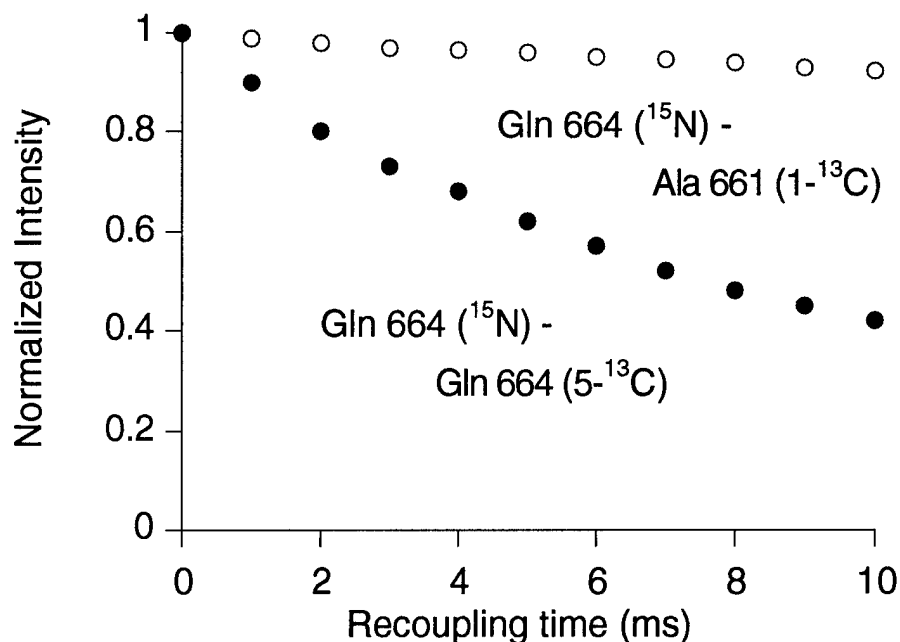 Normalized Intensity
1
0.8
0.6
0.4
0.2
0
Gln 664 (¹⁵N) -
Ala 661 (1-¹³C)
Gln 664 (¹⁵N) -
Gln 664 (5-¹³C)
0 2 4 6 8 10
Recoupling time (ms)